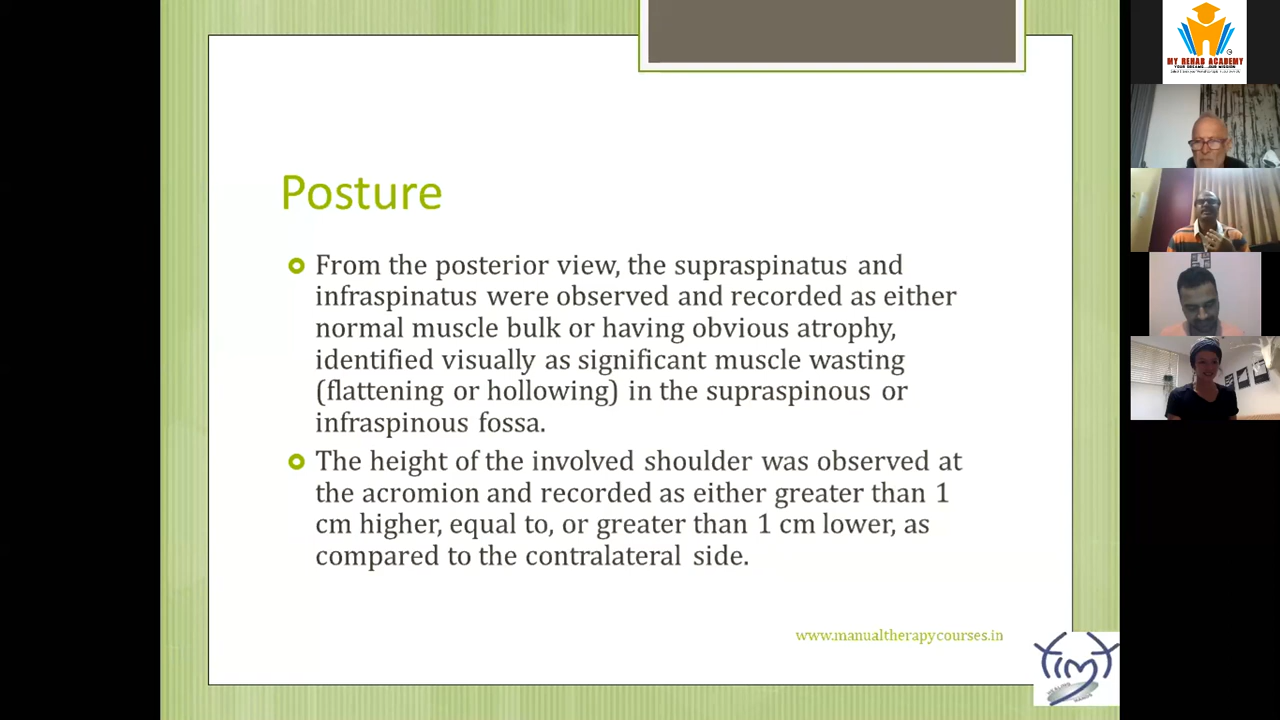 Posture
From the posterior view, the supraspinatus and
infraspinatus were observed and recorded as either
normal muscle bulk or having obvious atrophy,
identified visually as significant muscle wasting
(flattening or hollowing) in the supraspinous or
infraspinous fossa.
The height of the involved shoulder was observed at
the acromion and recorded as either greater than 1
cm higher, equal to, or greater than 1 cm lower, as
compared to the contralateral side.
www.manualtherapycourses.in
MY REHAB ACADEMY
YOUR DREAMS...OUR MISSION